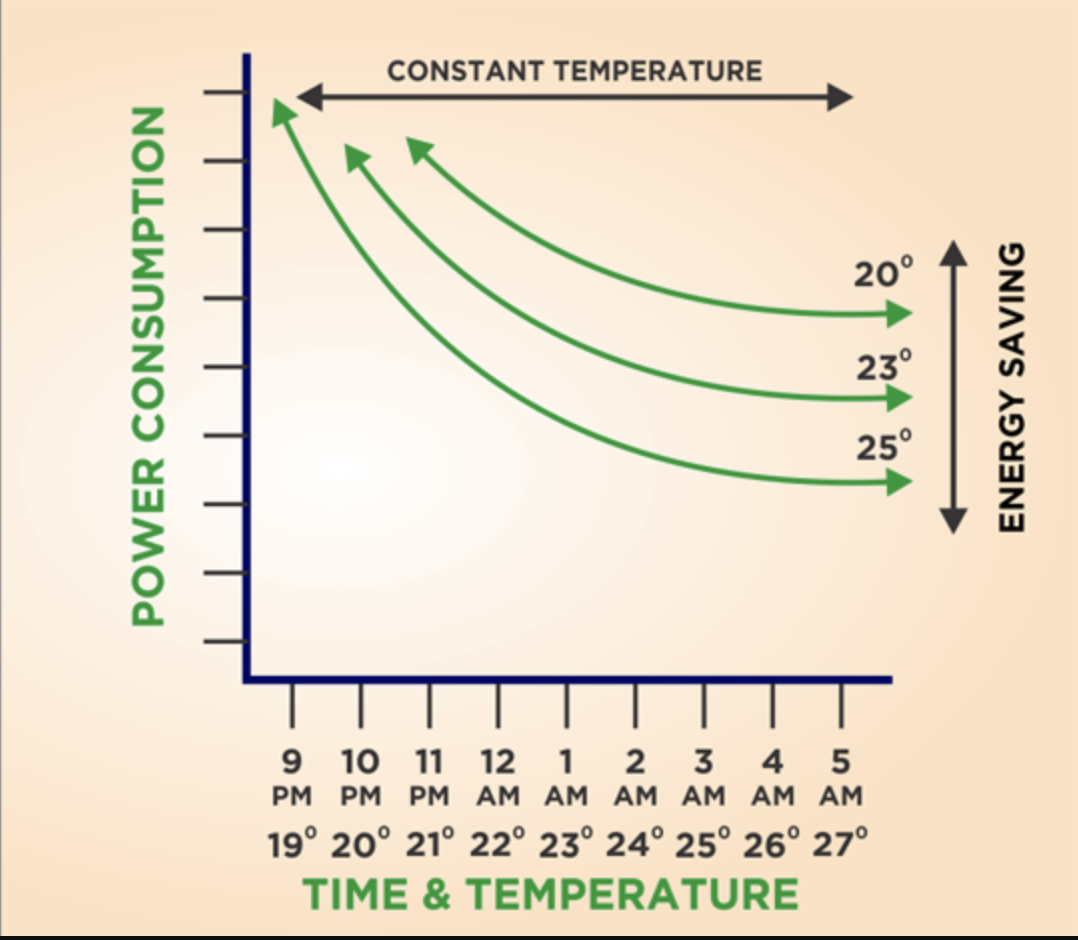 CONSTANT TEMPERATURE
POWER CONSUMPTION
20°
23°
25°
ENERGY SAVING
9 10 11 12 1 2 3 4 5
PM PM PM AM AM AM AM AM AM
19° 20° 21° 22° 23° 24° 25° 26° 27°
TIME & TEMPERATURE